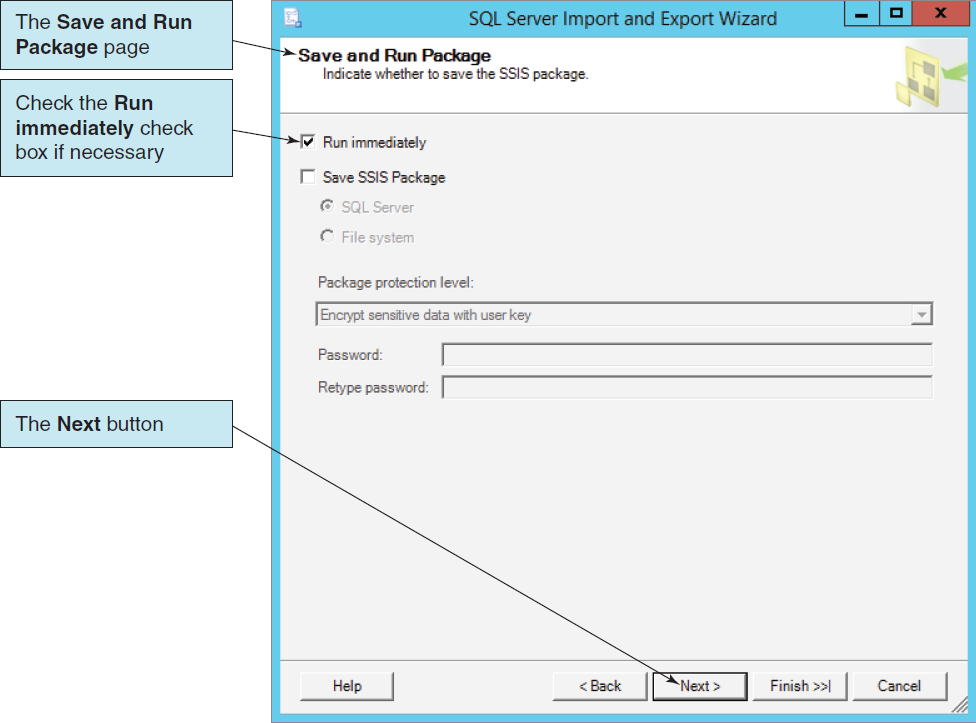 The Save and Run
Package page
Check the Run
immediately check
box if necessary
The Next button
SQL Server Import and Export Wizard
Save and Run Package
Indicate whether to save the SSIS package.
Run immediately
Save SSIS Package
SQL Server
File system
Package protection level:
Encrypt sensitive data with user key
Password:
Retype password:
Help
< Back
Next >
Finish >>|
Cancel